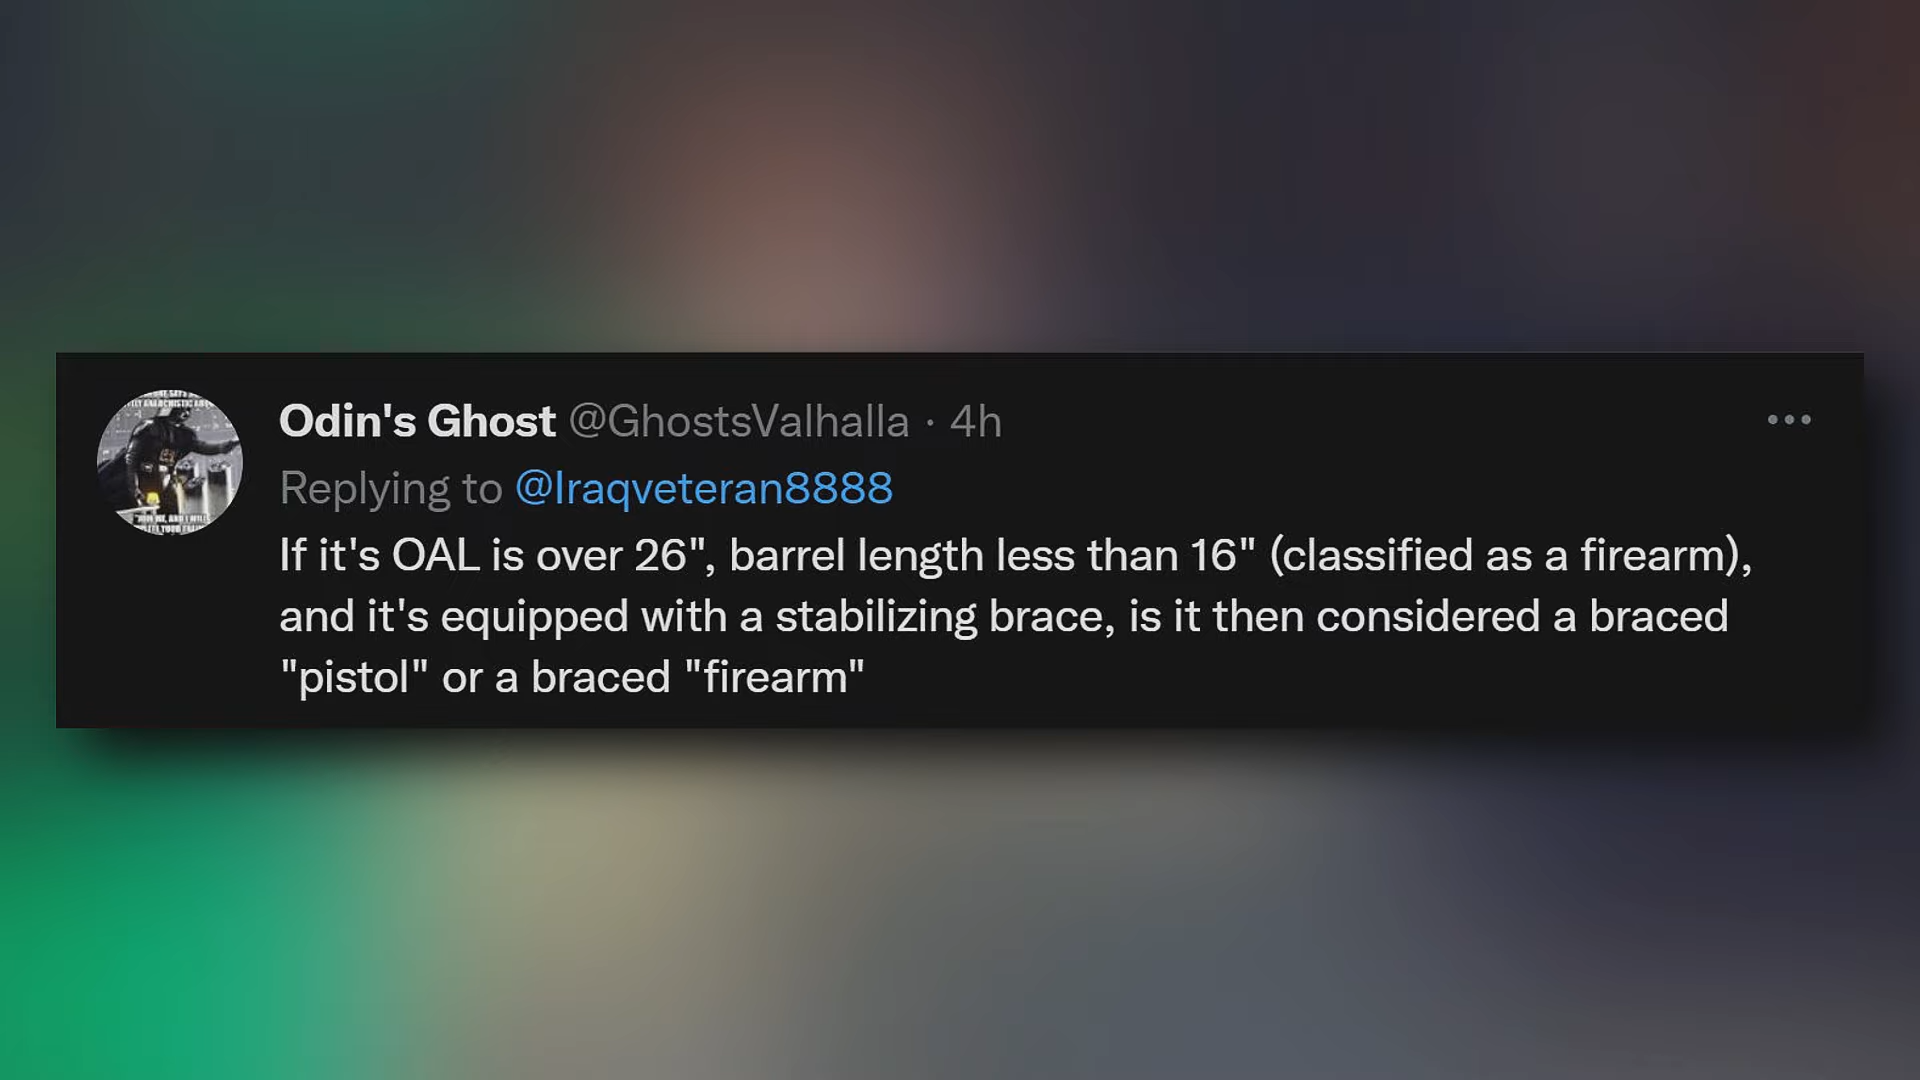 Odin's Ghost @GhostsValhalla · 4h
Replying to @Iraqveteran8888
If it's OAL is over 26", barrel length less than 16" (classified as a firearm),
and it's equipped with a stabilizing brace, is it then considered a braced
"pistol" or a braced "firearm"